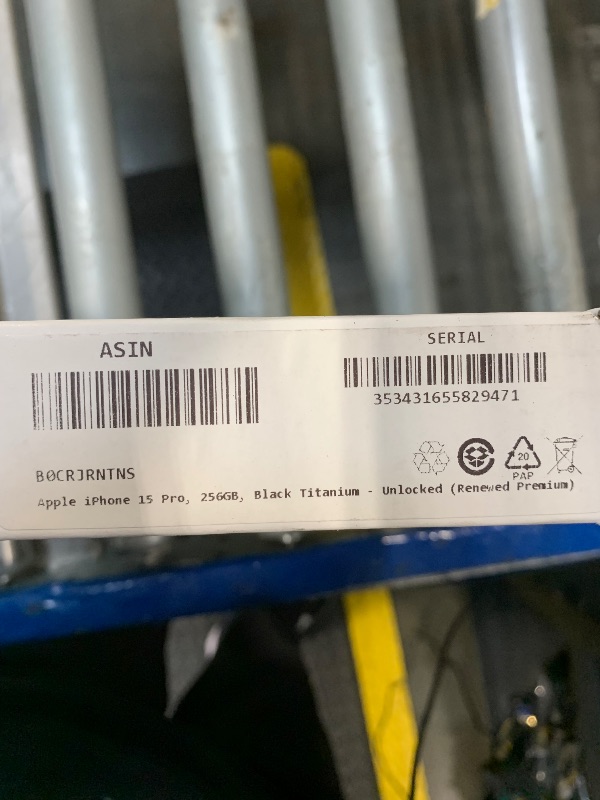 ASIN
SERIAL
353431655829471
B0CRJRNTNS
20
PAP
Apple iPhone 15 Pro, 256GB, Black Titanium - Unlocked (Renewed Premium)